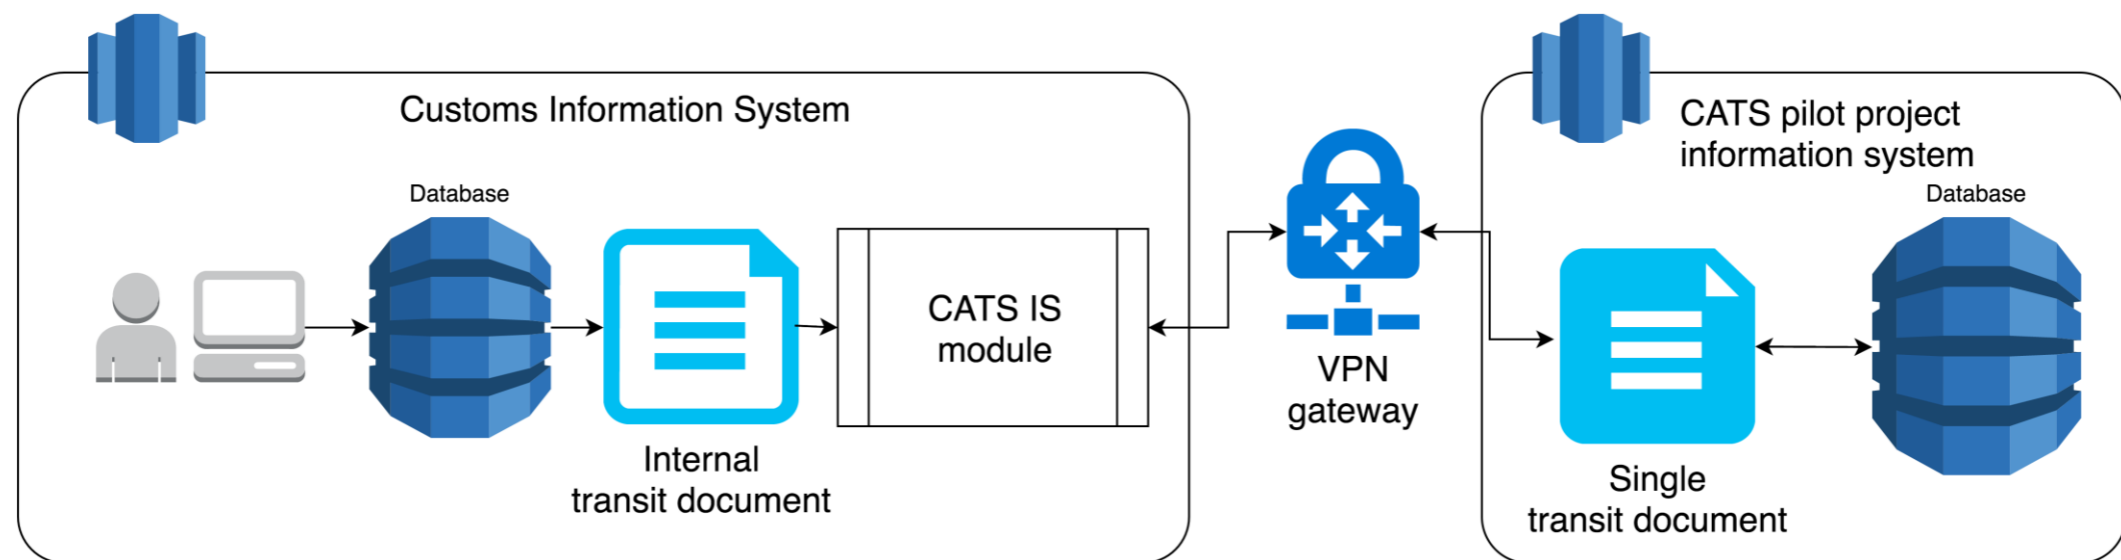 Customs Information System
Database
Internal
transit document
CATS IS
module
VPN
gateway
CATS pilot project
information system
Database
Single
transit document